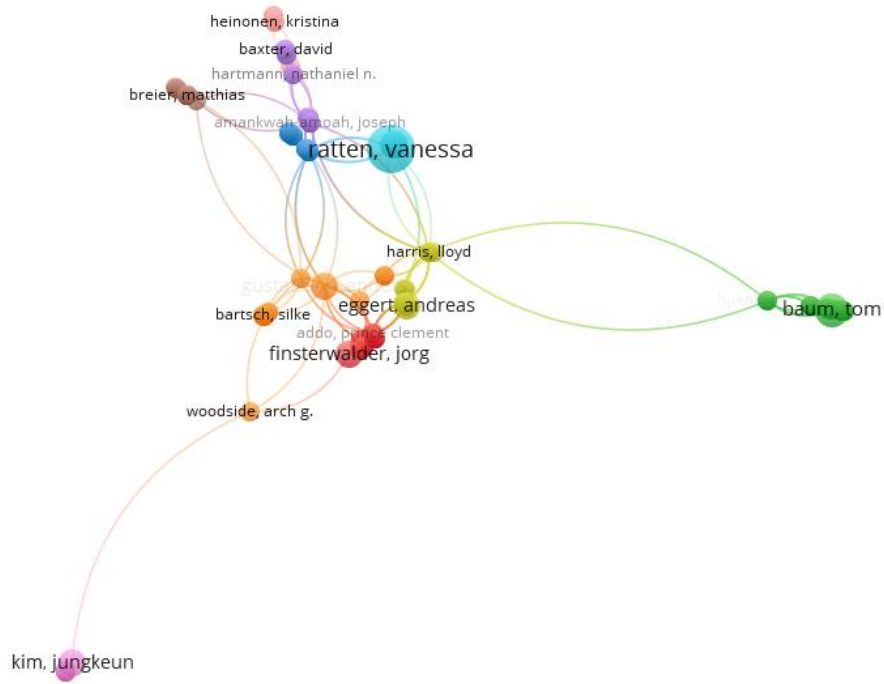 heinonen, kristina
baxter, david
hartmann, nathaniel n.
breier, matthias
amankwah-amoah, joseph
ratten, vanessa
harris, lloyd
eggert, andreas
bartsch, silke
baum, tom
addo, prince clement
finsterwalder, jorg
woodside, arch g.
kim, jungkeun